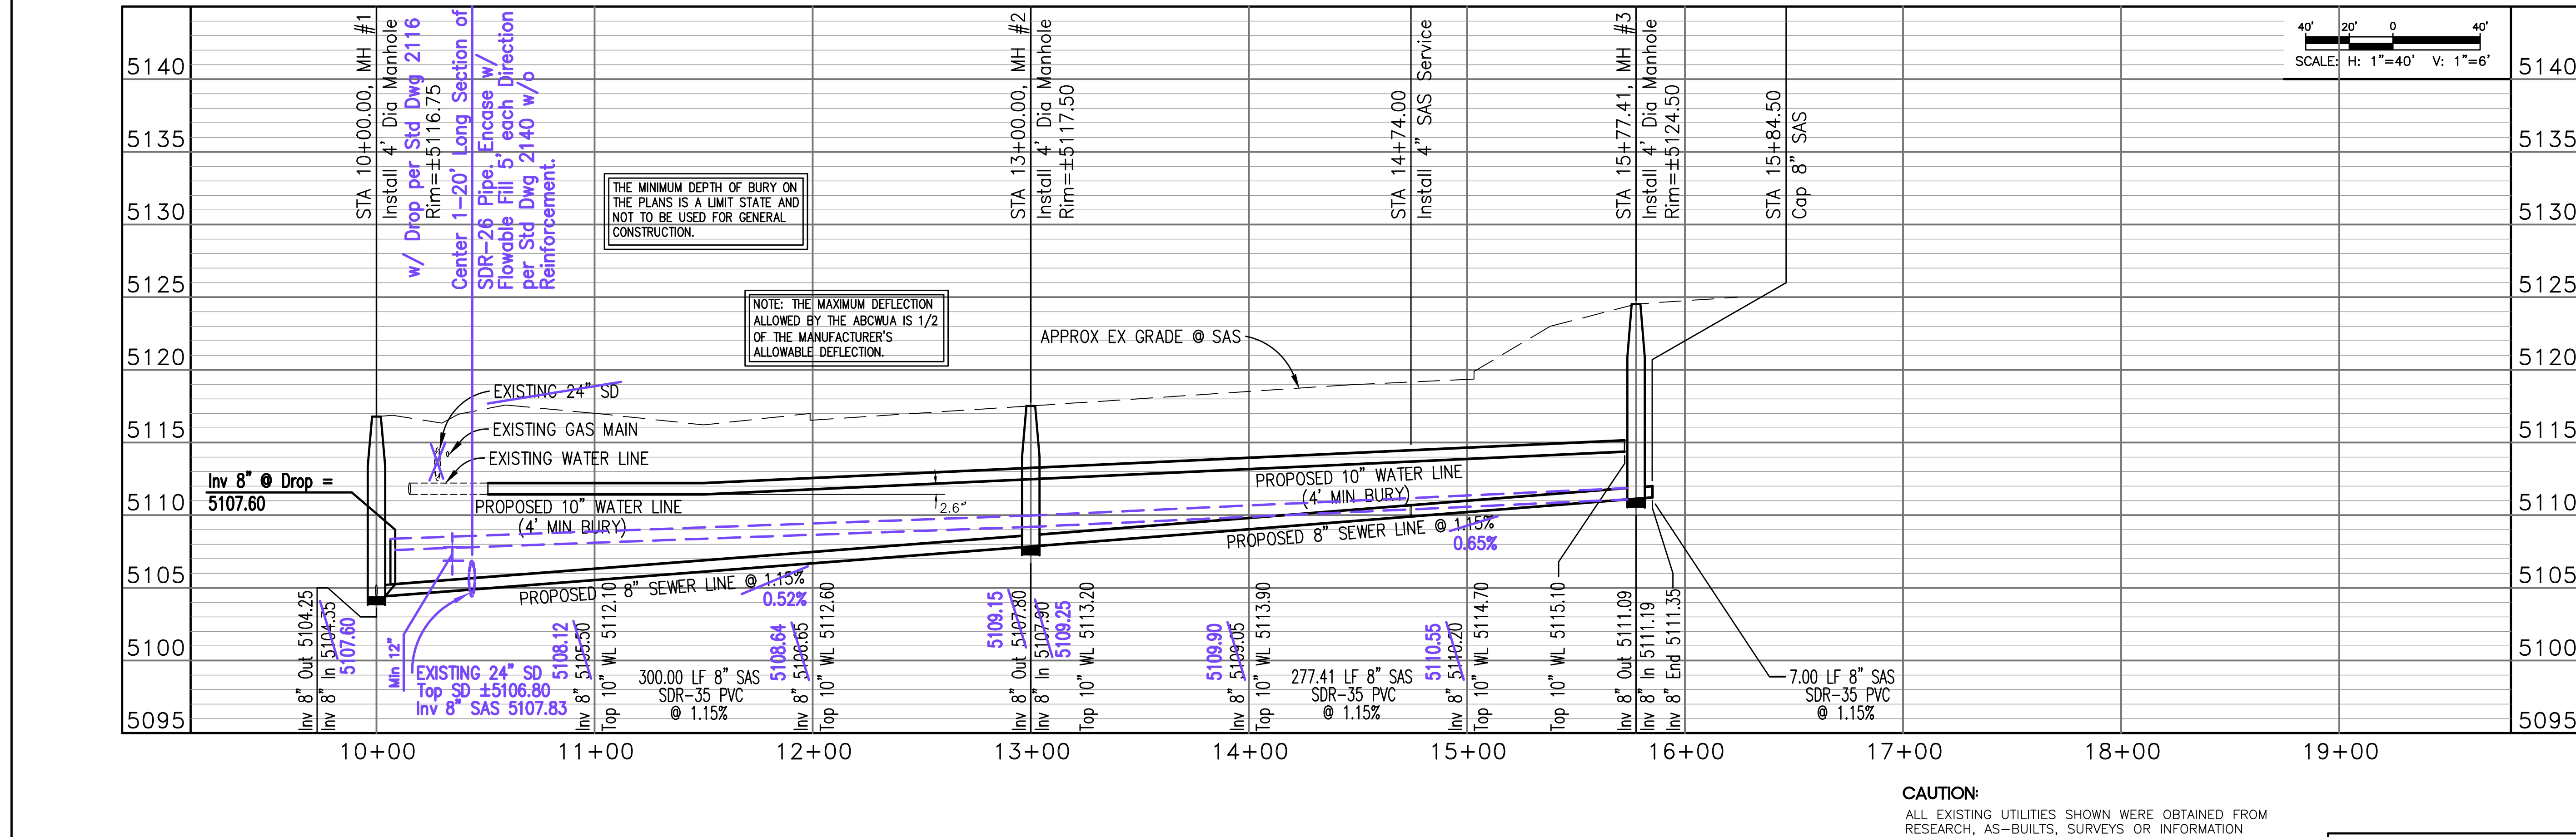 5140
5135
5130
5125
5120
5115
5110
5105
5100
5095
STA 10+00.00, MH #1
Install 4' Dia Manhole
w/ Drop per Std Dwg 2116
Rim=±5116.75
Center 1-20' Long Section of
SDR-26 Pipe. Encase w/
Flowable Fill 5' each Direction
per Std Dwg 2140 w/o
Reinforcement.
THE MINIMUM DEPTH OF BURY ON
THE PLANS IS A LIMIT STATE AND
NOT TO BE USED FOR GENERAL
CONSTRUCTION.
NOTE: THE MAXIMUM DEFLECTION
ALLOWED BY THE ABCWUA IS 1/2
OF THE MANUFACTURER'S
ALLOWABLE DEFLECTION.
STA 13+00.00, MH #2
Install 4' Dia Manhole
Rim=±5117.50
STA 14+74.00
Install 4" SAS Service
STA 15+77.41, MH #3
Install 4' Dia Manhole
Rim=±5124.50
STA 15+84.50
Cap 8" SAS
40' 20' 0 40'
SCALE: H: 1"=40' V: 1"=6'
5140
5135
5130
5125
5120
5115
5110
5105
5100
5095
APPROX EX GRADE @ SAS
EXISTING 24" SD
EXISTING GAS MAIN
EXISTING WATER LINE
Inv 8" @ Drop =
5107.60
PROPOSED 10" WATER LINE
(4' MIN BURY)
2.6'
PROPOSED 10" WATER LINE
(4' MIN BURY)
PROPOSED 8" SEWER LINE @ 1.15%
0.52%
PROPOSED 8" SEWER LINE @ 1.15%
0.65%
Inv 8" Out 5104.25
Inv 8" In 5104.55
5107.60
Min 12"
EXISTING 24" SD
Top SD ±5106.80
Inv 8" SAS 5107.83
5108.12
Inv 8" 5105.50
Top 10" WL 5112.10
300.00 LF 8" SAS
SDR-35 PVC
@ 1.15%
5108.64
Inv 8" 5106.65
Top 10" WL 5112.60
5109.15
Inv 8" Out 5107.80
Inv 8" In 5107.90
5109.25
Top 10" WL 5113.20
5109.90
Inv 8" 5109.05
Top 10" WL 5113.90
277.41 LF 8" SAS
SDR-35 PVC
@ 1.15%
5110.55
Inv 8" 5110.20
Top 10" WL 5114.70
Top 10" WL 5115.10
Inv 8" Out 5111.09
Inv 8" In 5111.19
Inv 8" End 5111.35
7.00 LF 8" SAS
SDR-35 PVC
@ 1.15%
10+00 11+00 12+00 13+00 14+00 15+00 16+00 17+00 18+00 19+00
CAUTION:
ALL EXISTING UTILITIES SHOWN WERE OBTAINED FROM
RESEARCH, AS-BUILTS, SURVEYS OR INFORMATION